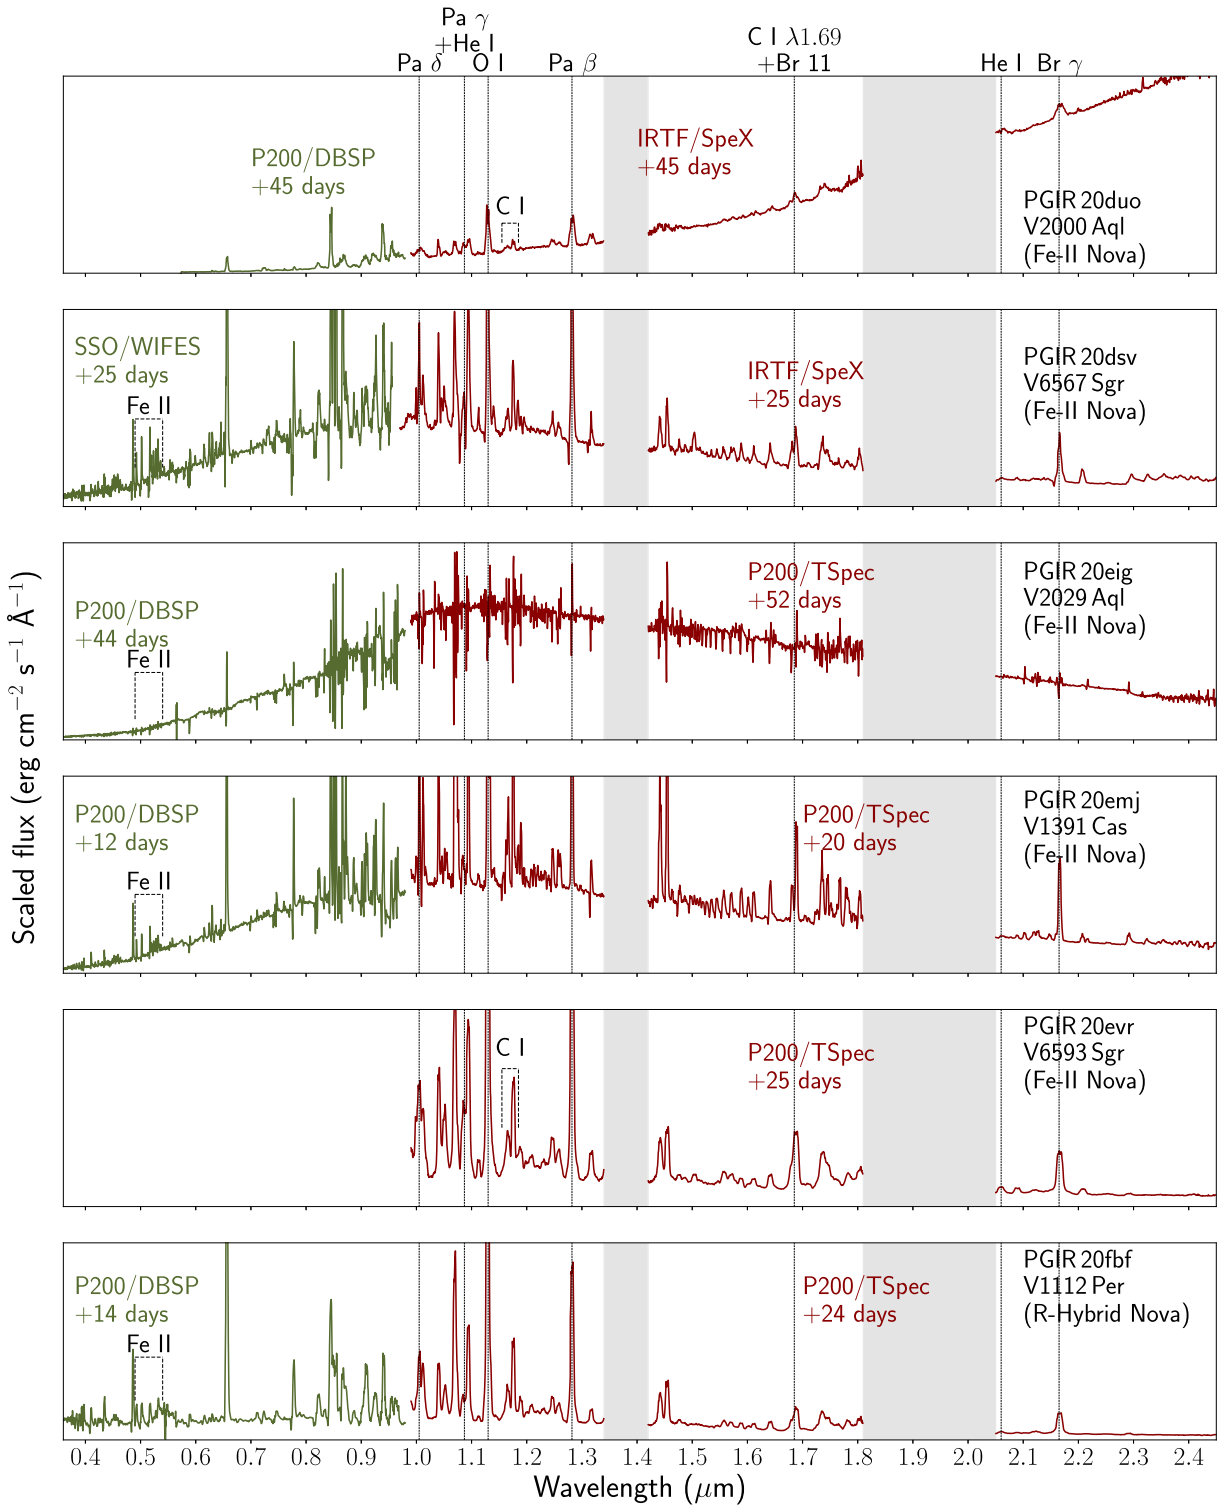 Pa γ
+He I
Pa δ O I Pa β
C I λ1.69
+Br 11
He I Br γ
P200/DBSP
+45 days
IRTF/SpeX
+45 days
C I
PGIR 20duo
V2000 Aql
(Fe-II Nova)
SSO/WIFES
+25 days
Fe II
IRTF/SpeX
+25 days
PGIR 20dsv
V6567 Sgr
(Fe-II Nova)
P200/DBSP
+44 days
Fe II
P200/TSpec
+52 days
PGIR 20eig
V2029 Aql
(Fe-II Nova)
P200/DBSP
+12 days
Fe II
P200/TSpec
+20 days
PGIR 20emj
V1391 Cas
(Fe-II Nova)
C I
P200/TSpec
+25 days
PGIR 20evr
V6593 Sgr
(Fe-II Nova)
P200/DBSP
+14 days
Fe II
P200/TSpec
+24 days
PGIR 20fbf
V1112 Per
(R-Hybrid Nova)
0.4 0.5 0.6 0.7 0.8 0.9 1.0 1.1 1.2 1.3 1.4 1.5 1.6 1.7 1.8 1.9 2.0 2.1 2.2 2.3 2.4
Wavelength (μm)
Scaled flux (erg cm⁻² s⁻¹ Å⁻¹)